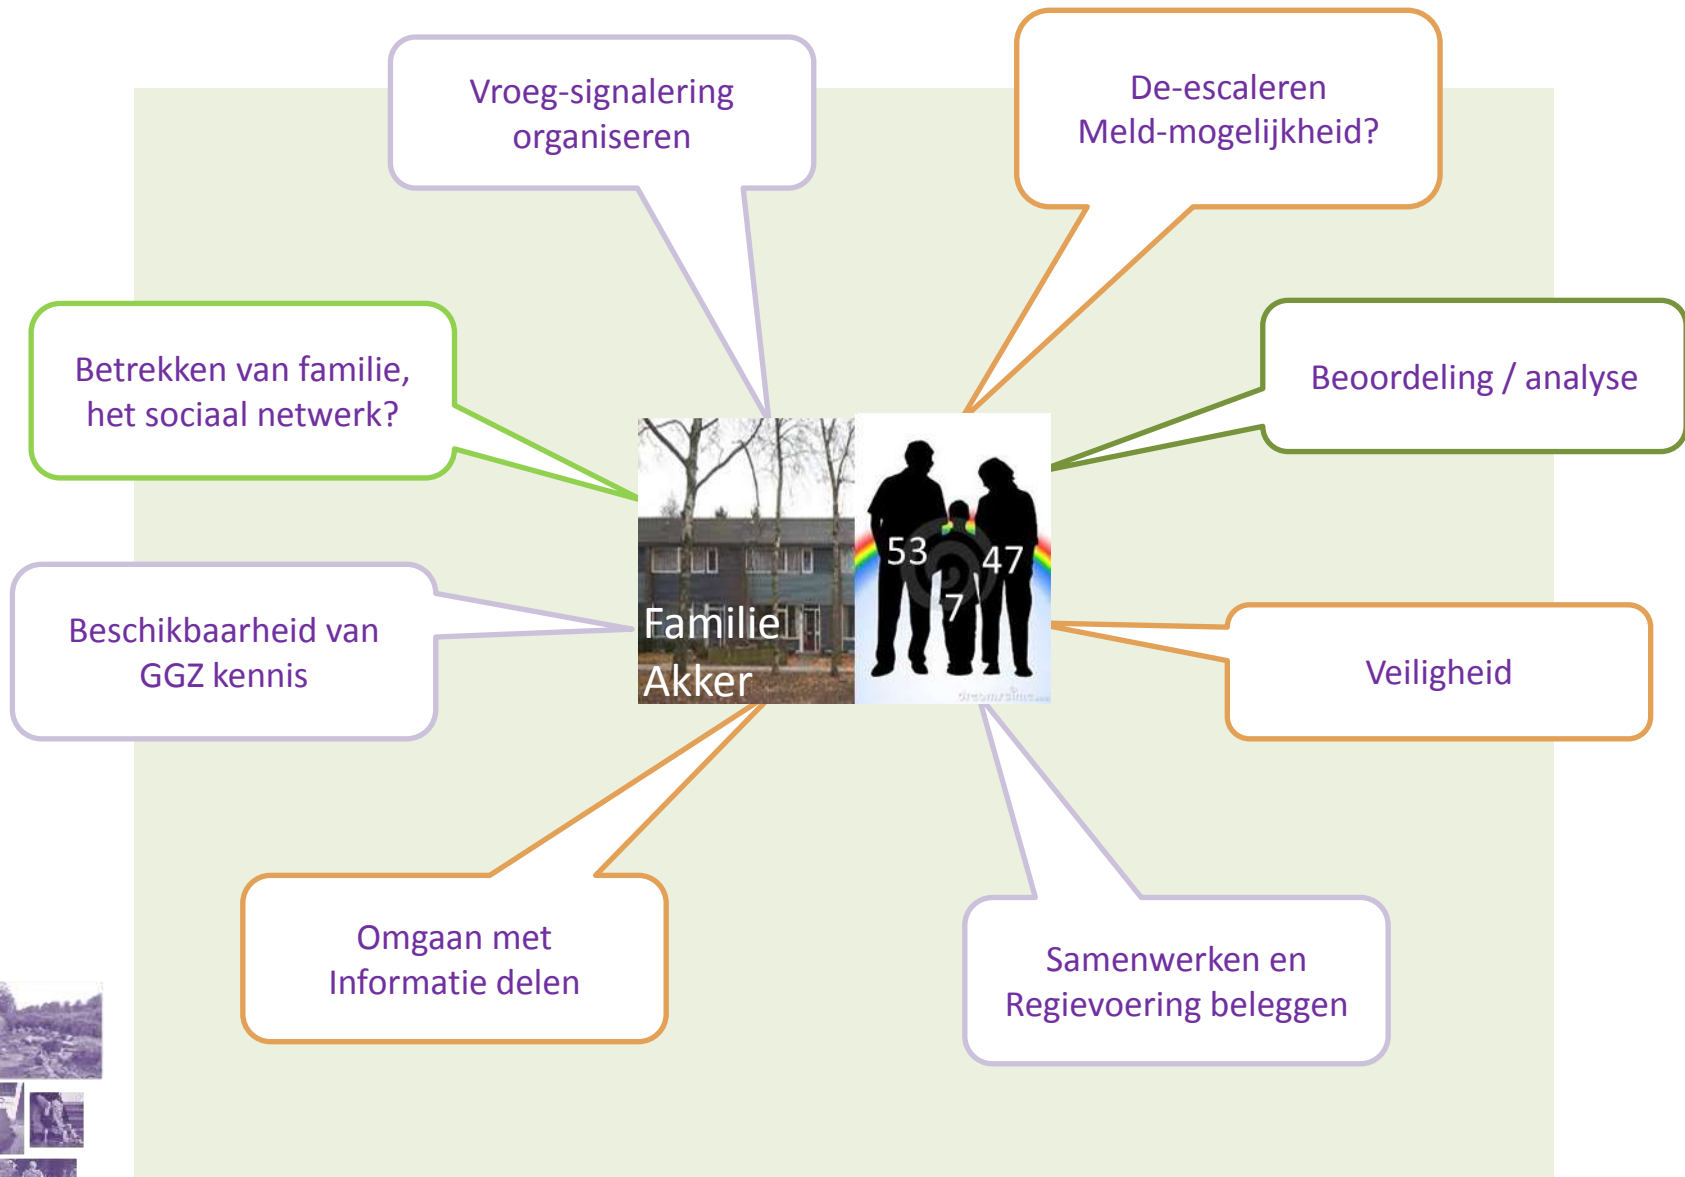 Vroeg-signalering
organiseren
De-escaleren
Meld-mogelijkheid?
Betrekken van familie,
het sociaal netwerk?
Beoordeling / analyse
53
47
7
Familie
Akker
Beschikbaarheid van
GGZ kennis
Veiligheid
Omgaan met
Informatie delen
Samenwerken en
Regievoering beleggen